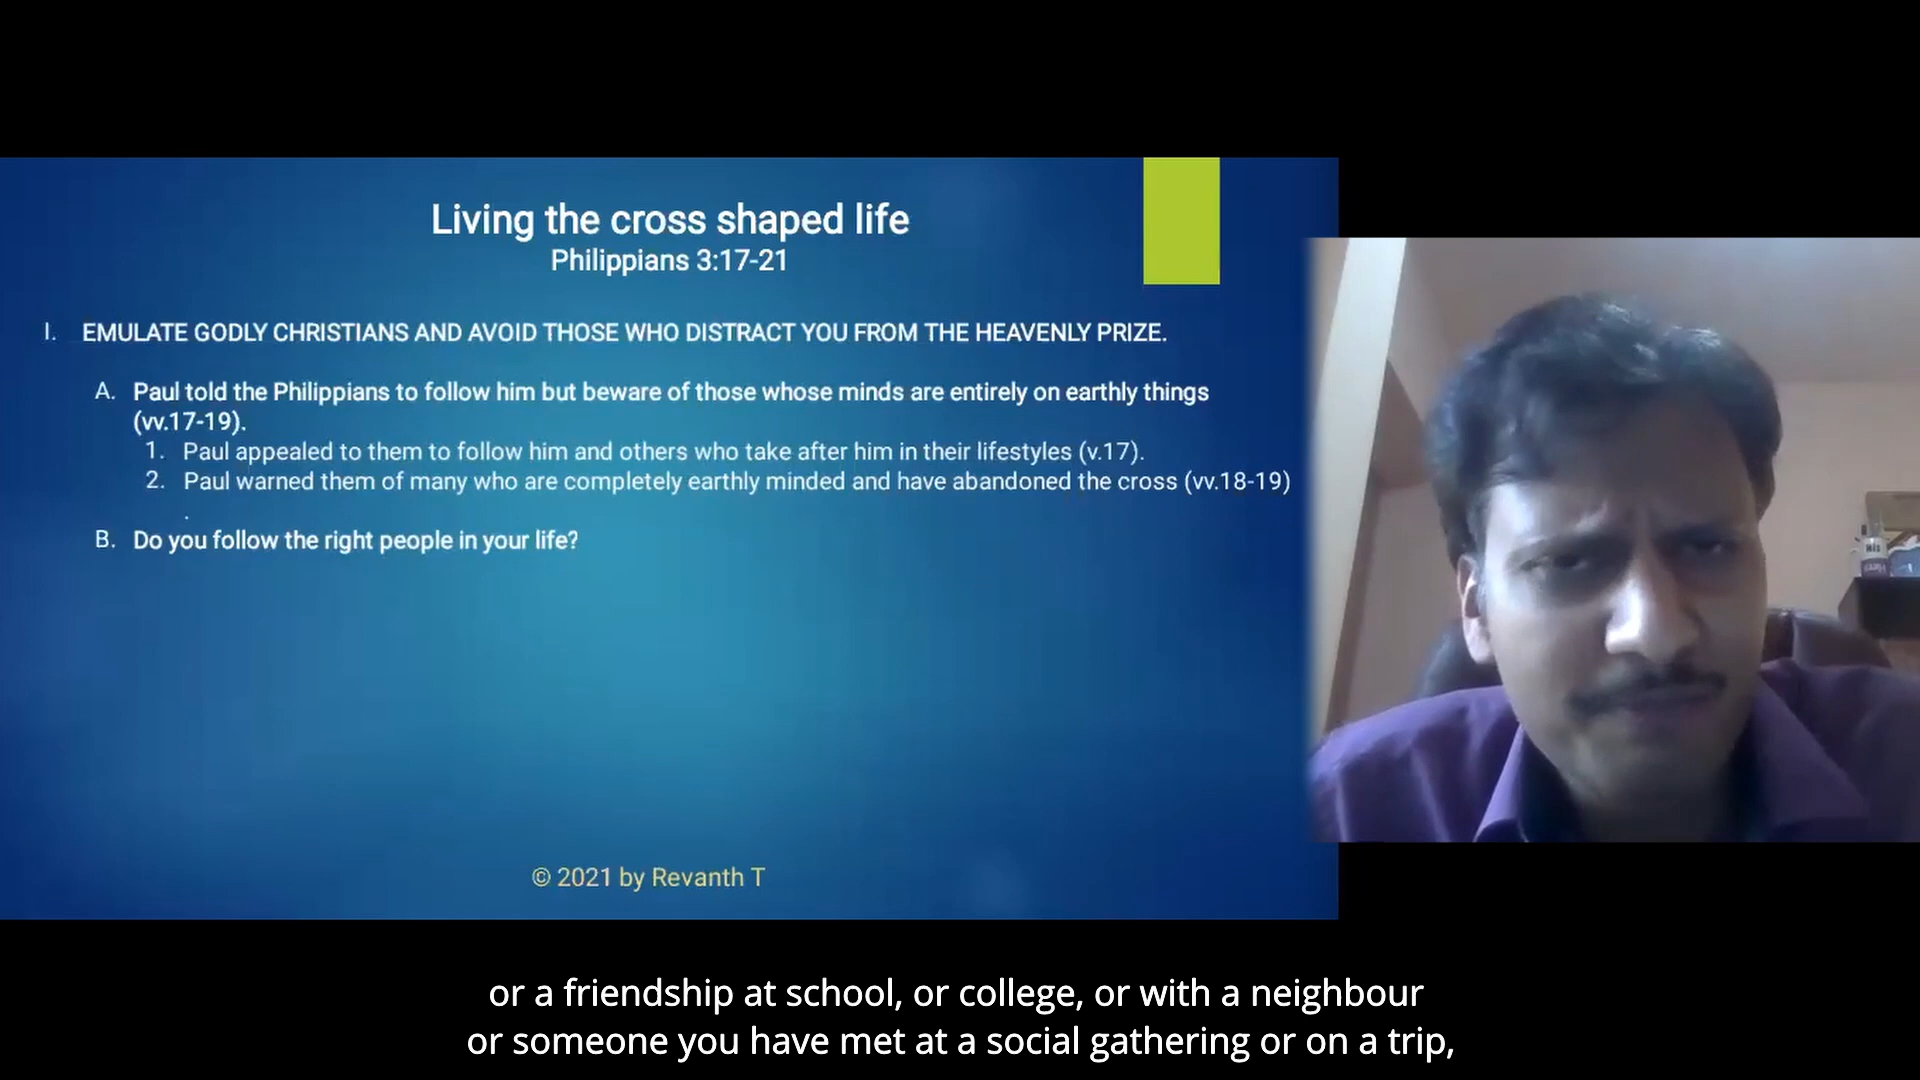 Living the cross shaped life
Philippians 3:17-21
I. EMULATE GODLY CHRISTIANS AND AVOID THOSE WHO DISTRACT YOU FROM THE HEAVENLY PRIZE.
A. Paul told the Philippians to follow him but beware of those whose minds are entirely on earthly things
(vv.17-19).
1. Paul appealed to them to follow him and others who take after him in their lifestyles (v.17).
2. Paul warned them of many who are completely earthly minded and have abandoned the cross (vv.18-19)
.
B. Do you follow the right people in your life?
© 2021 by Revanth T
or a friendship at school, or college, or with a neighbour
or someone you have met at a social gathering or on a trip,